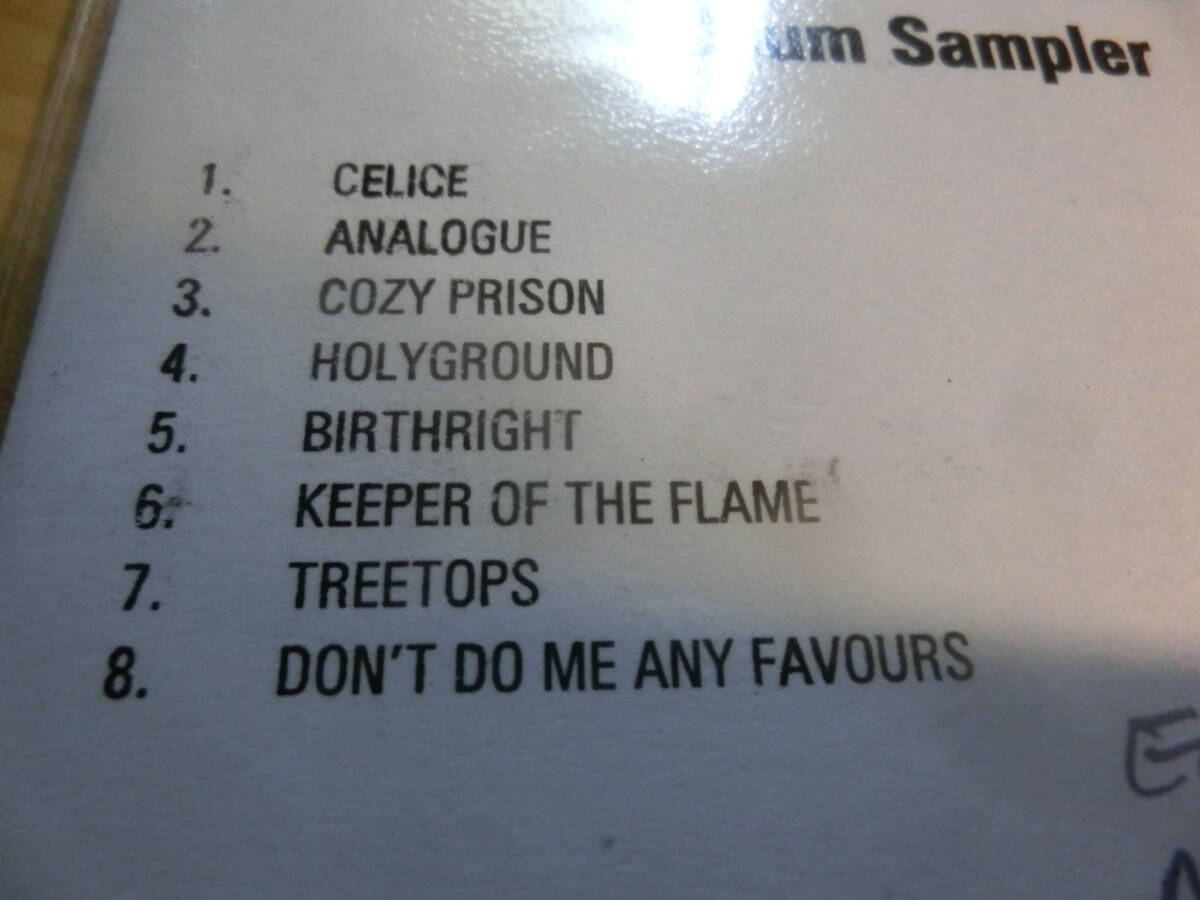 um Sampler
1. CELICE
2. ANALOGUE
3. COZY PRISON
4. HOLYGROUND
5. BIRTHRIGHT
6. KEEPER OF THE FLAME
7. TREETOPS
8. DON'T DO ME ANY FAVOURS